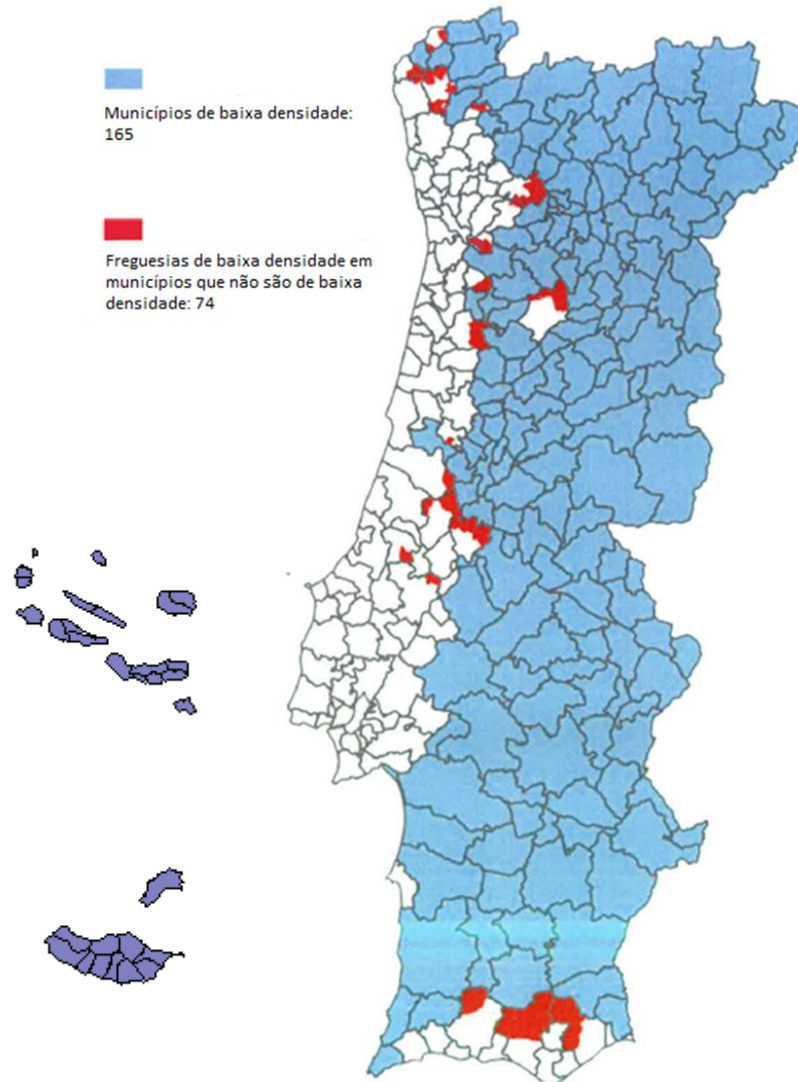 Municípios de baixa densidade:
165
Freguesias de baixa densidade em
municípios que não são de baixa
densidade: 74